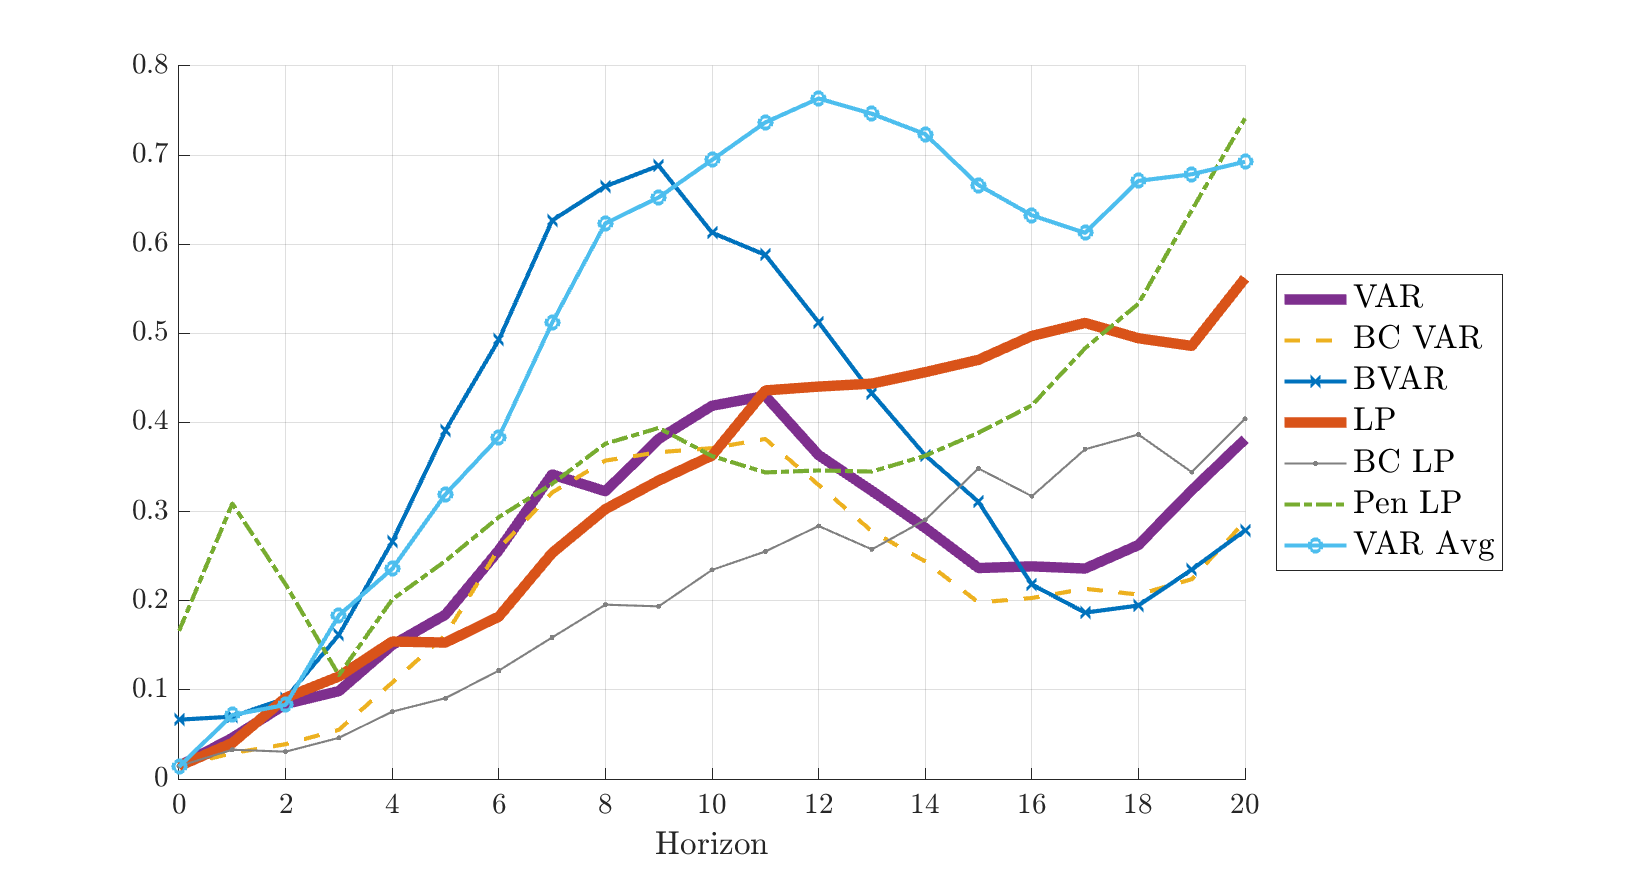 0.8
0.7
0.6
0.5
0.4
0.3
0.2
0.1
0
0 2 4 6 8 10 12 14 16 18 20
Horizon
VAR
BC VAR
BVAR
LP
BC LP
Pen LP
VAR Avg